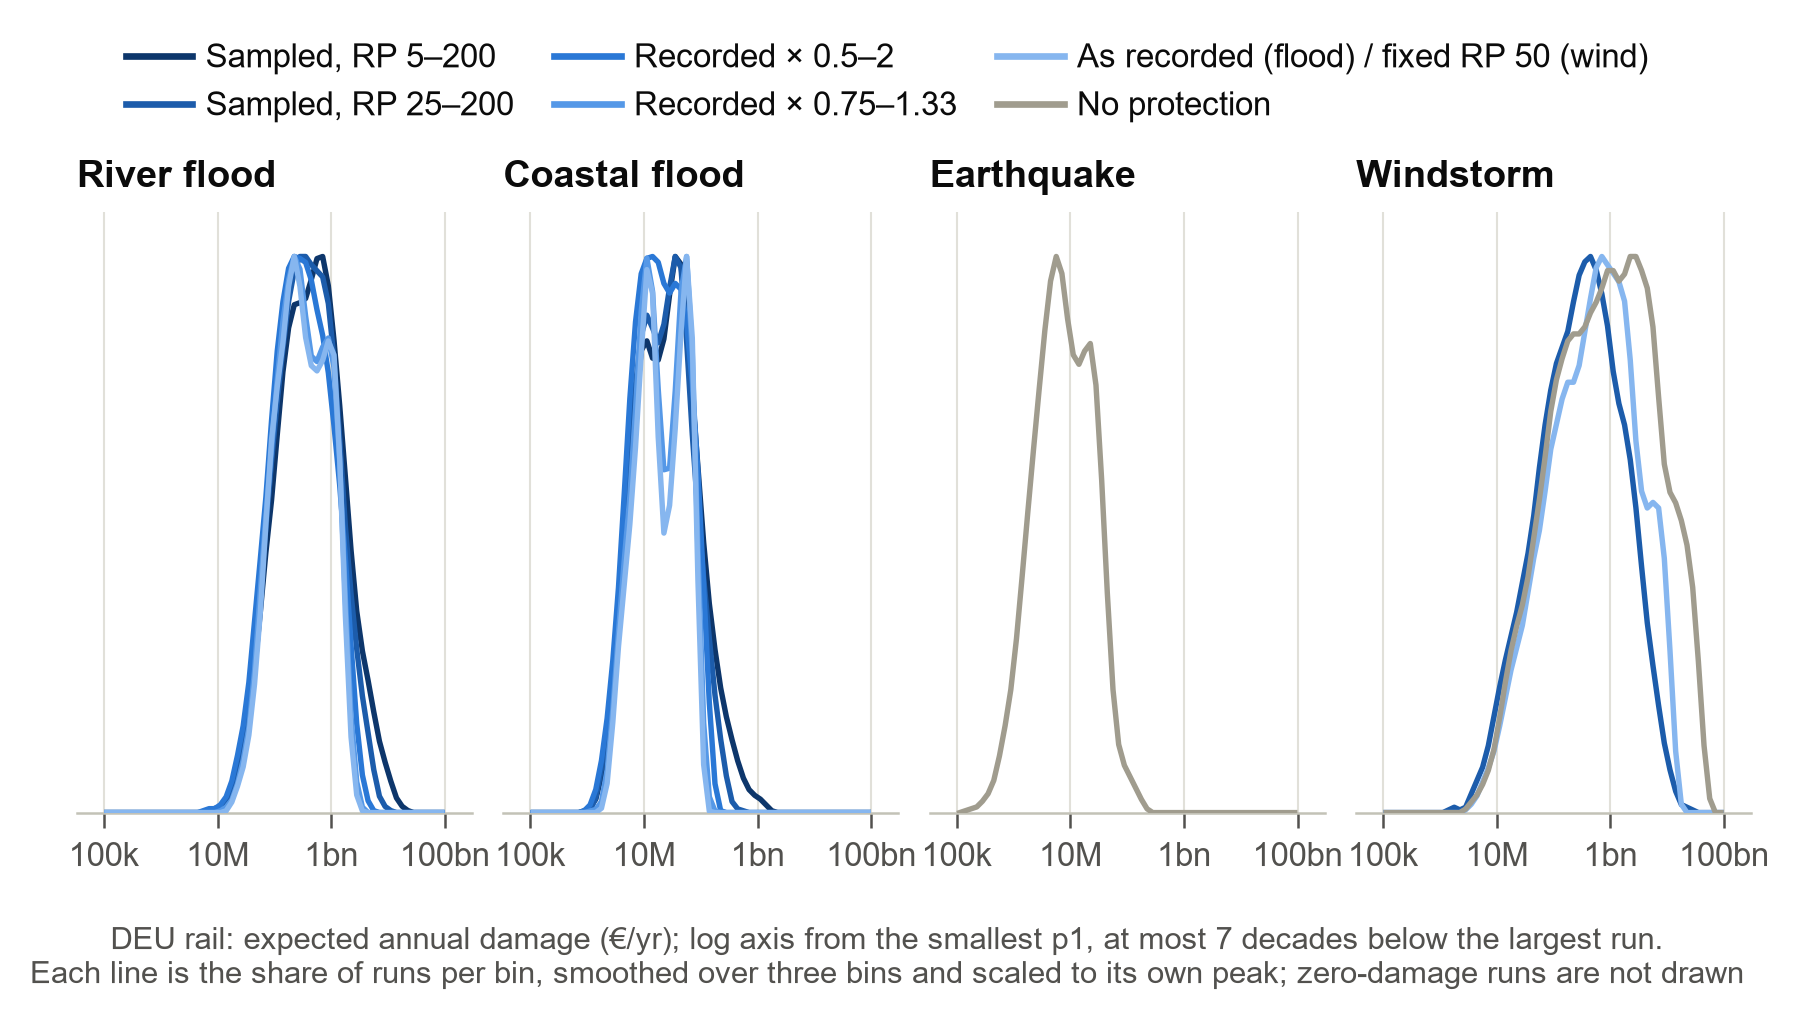 Sampled, RP 5–200
Recorded × 0.5–2
As recorded (flood) / fixed RP 50 (wind)
Sampled, RP 25–200
Recorded × 0.75–1.33
No protection
River flood
Coastal flood
Earthquake
Windstorm
100k 10M 1bn 100bn
100k 10M 1bn 100bn
100k 10M 1bn 100bn
100k 10M 1bn 100bn
DEU rail: expected annual damage (€/yr); log axis from the smallest p1, at most 7 decades below the largest run.
Each line is the share of runs per bin, smoothed over three bins and scaled to its own peak; zero-damage runs are not drawn